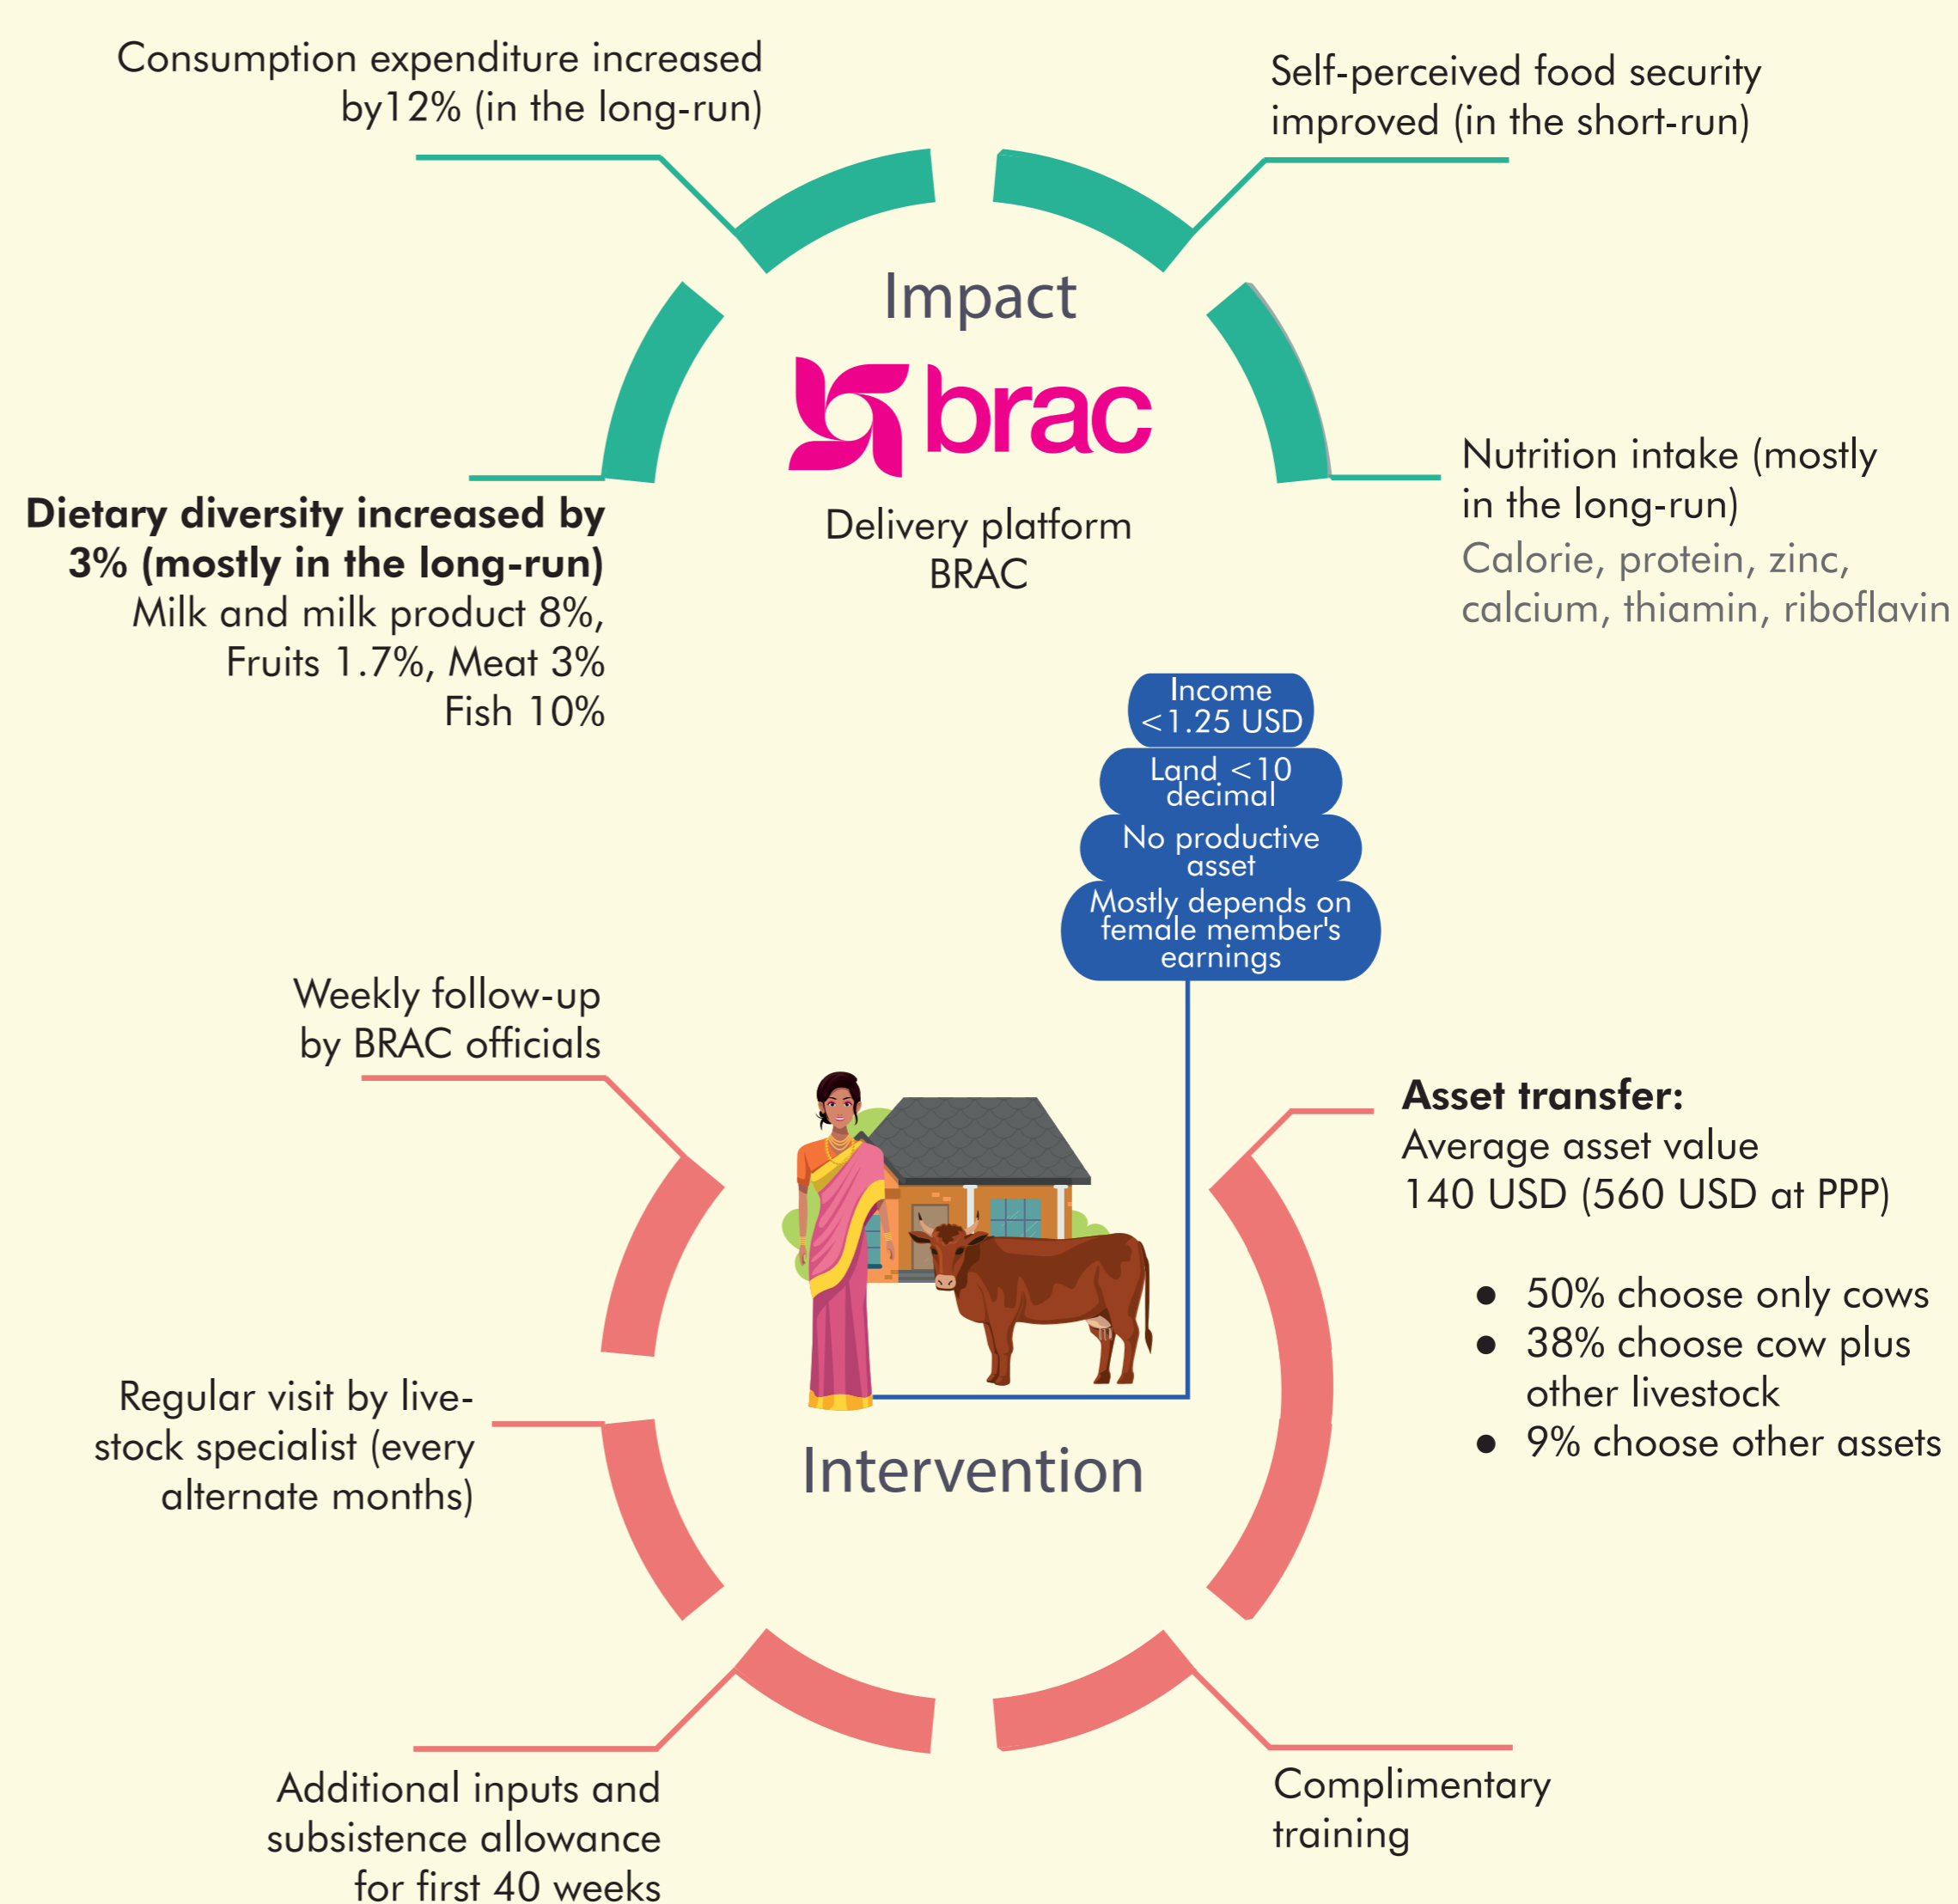 Consumption expenditure increased
by12% (in the long-run)
Self-perceived food security
improved (in the short-run)
Impact
brac
Delivery platform
BRAC
Dietary diversity increased by
3% (mostly in the long-run)
Milk and milk product 8%,
Fruits 1.7%, Meat 3%
Fish 10%
Nutrition intake (mostly
in the long-run)
Calorie, protein, zinc,
calcium, thiamin, riboflavin
Income
<1.25 USD
Land <10
decimal
No productive
asset
Mostly depends on
female member's
earnings
Weekly follow-up
by BRAC officials
Asset transfer:
Average asset value
140 USD (560 USD at PPP)
● 50% choose only cows
● 38% choose cow plus
other livestock
● 9% choose other assets
Regular visit by live-
stock specialist (every
alternate months)
Intervention
Additional inputs and
subsistence allowance
for first 40 weeks
Complimentary
training